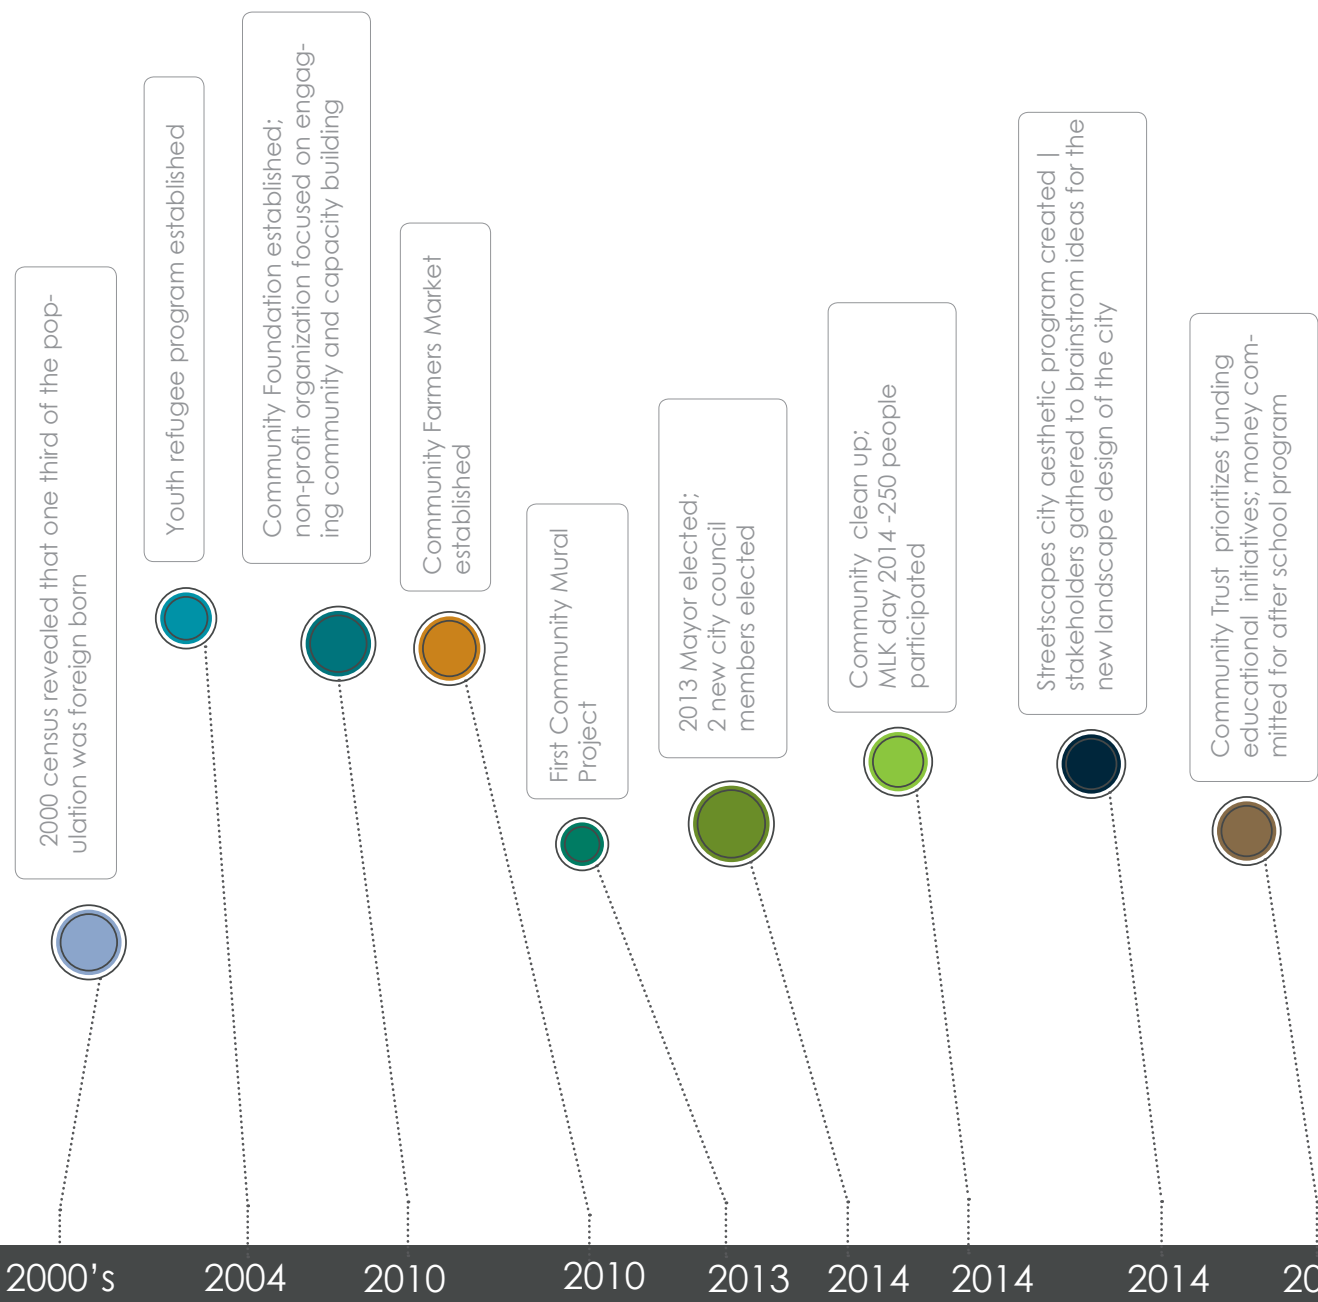 2000 census revealed that one third of the pop-
ulation was foreign born
Youth refugee program established
Community Foundation established;
non-profit organization focused on engag-
ing community and capacity building
Community Farmers Market
established
First Community Mural
Project
2013 Mayor elected;
2 new city council
members elected
Community clean up;
MLK day 2014 -250 people
participated
Streetscapes city aesthetic program created |
stakeholders gathered to brainstrom ideas for the
new landscape design of the city
Community Trust prioritizes funding
educational initiatives; money com-
mitted for after school program
2000's
2004
2010
2010
2013
2014
2014
2014
20